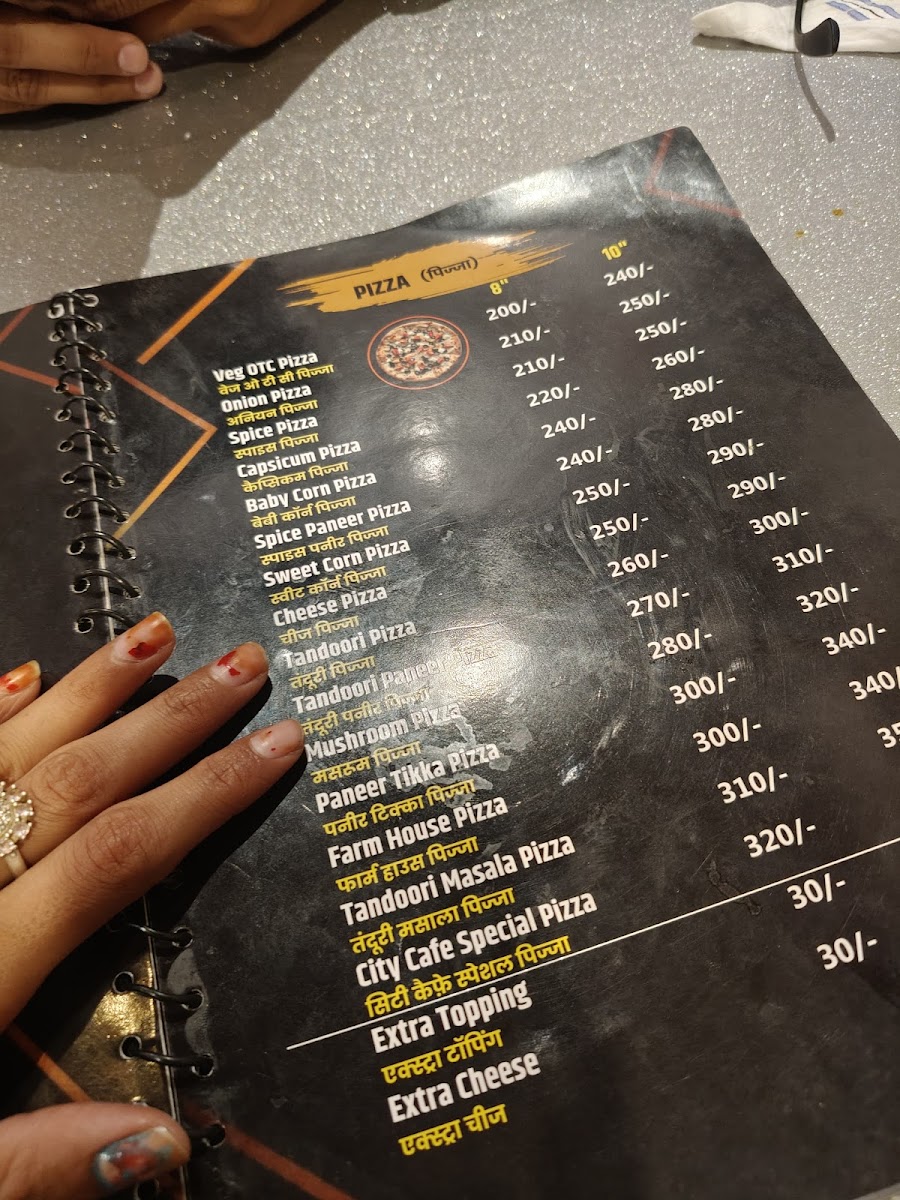 PIZZA (पिज्जा)
8" 10"
Veg OTC Pizza 200/- 240/-
वेज ओ टी सी पिज्जा
Onion Pizza 210/- 250/-
अनियन पिज्जा
Spice Pizza 210/- 250/-
स्पाइस पिज्जा
Capsicum Pizza 220/- 260/-
कैप्सिकम पिज्जा
Baby Corn Pizza 240/- 280/-
बेबी कॉर्न पिज्जा
Spice Paneer Pizza 240/- 280/-
स्पाइस पनीर पिज्जा
Sweet Corn Pizza 250/- 290/-
स्वीट कॉर्न पिज्जा
Cheese Pizza 250/- 290/-
चीज पिज्जा
Tandoori Pizza 260/- 300/-
तंदूरी पिज्जा
Tandoori Paneer Pizza 270/- 310/-
तंदूरी पनीर पिज्जा
Mushroom Pizza 280/- 320/-
मसरूम पिज्जा
Paneer Tikka Pizza 300/- 340/-
पनीर टिक्का पिज्जा
Farm House Pizza 300/- 340/
फार्म हाउस पिज्जा
Tandoori Masala Pizza 310/-
तंदूरी मसाला पिज्जा
City Cafe Special Pizza 320/-
सिटी कैफ़े स्पेशल पिज्जा
Extra Topping 30/-
एक्स्ट्रा टॉपिंग
Extra Cheese 30/-
एक्स्ट्रा चीज